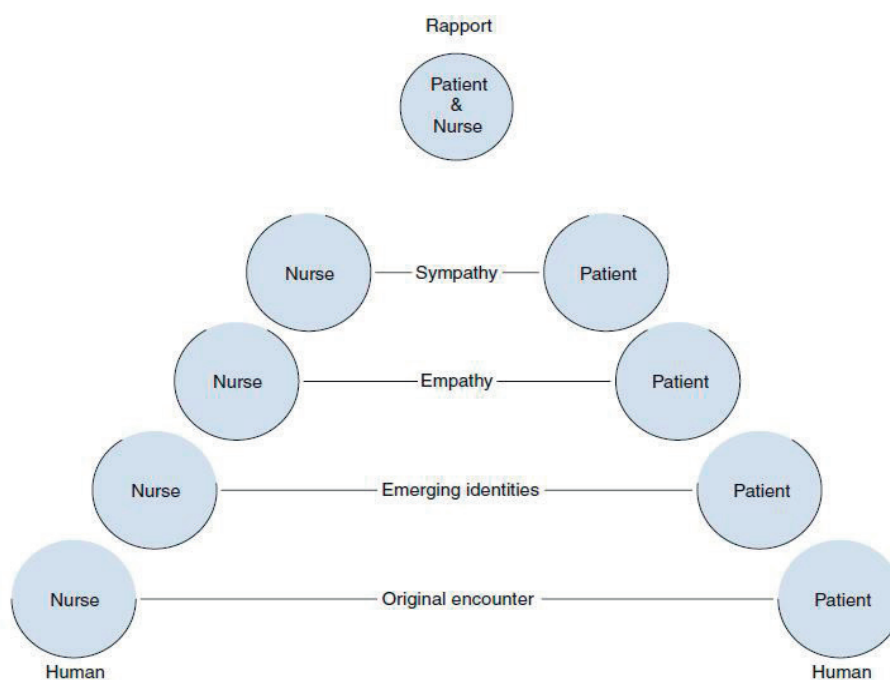 Rapport
Patient
&
Nurse
Nurse Sympathy Patient
Nurse Empathy Patient
Nurse Emerging identities Patient
Nurse Original encounter Patient
Human Human